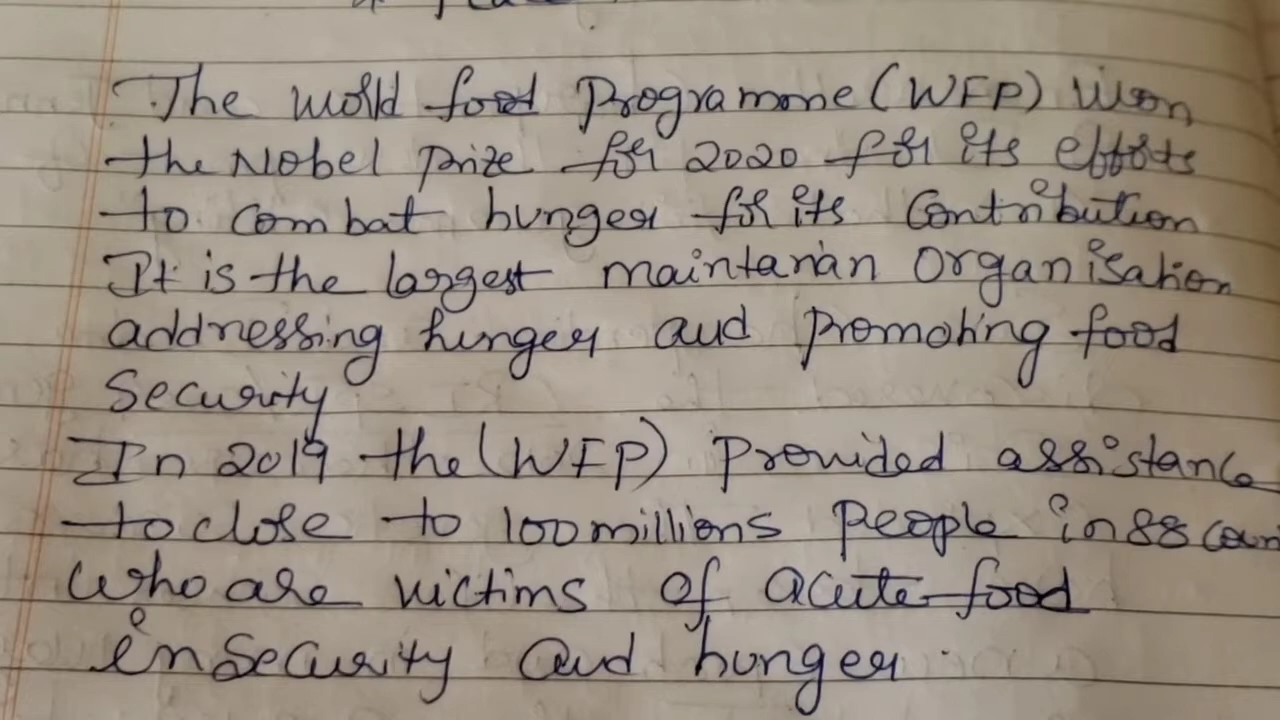 The world food Programme (WFP) won
the Nobel Prize for 2020 for its efforts
to combat hunger for its Contribution
It is the largest maintarian Organisation
addressing hunger and Promoting food
Security
In 2019 the (WFP) Provided assistance
to close to 100 millions People in 88 coun
who are victims of acute food
inSecurity and hunger.